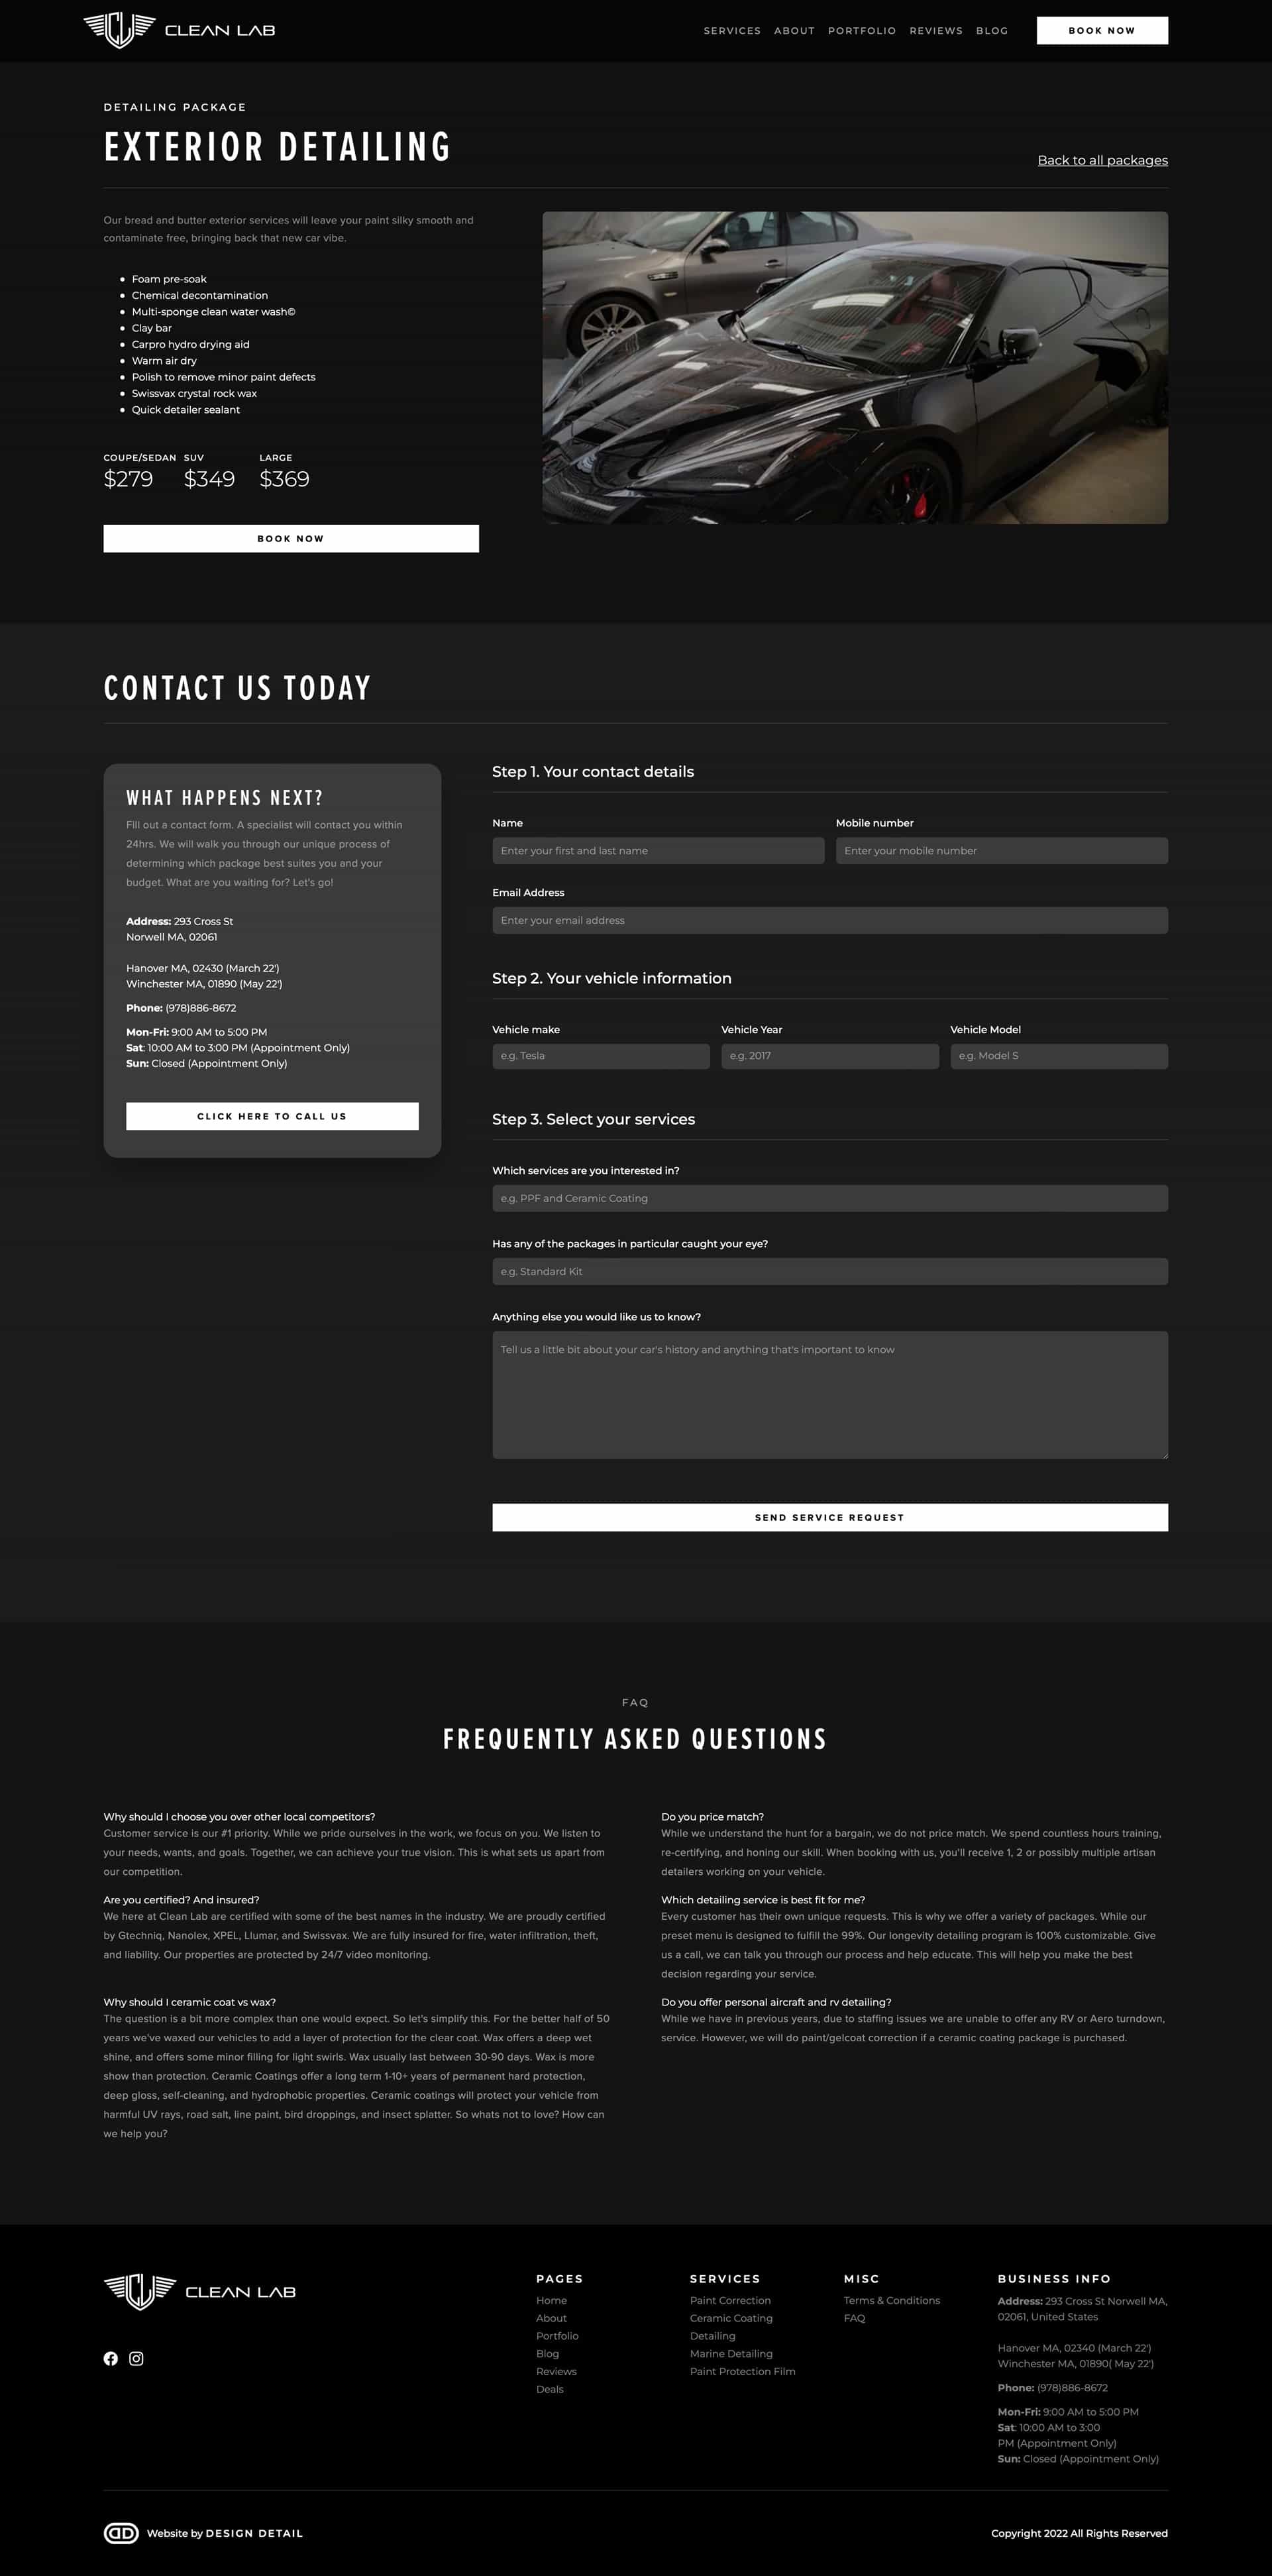 CLEAN LAB
SERVICES ABOUT PORTFOLIO REVIEWS BLOG
BOOK NOW
DETAILING PACKAGE
EXTERIOR DETAILING
Back to all packages
Our bread and butter exterior services will leave your paint silky smooth and
contaminate free, bringing back that new car vibe.
Foam pre-soak
Chemical decontamination
Multi-sponge clean water wash©
Clay bar
Carpro hydro drying aid
Warm air dry
Polish to remove minor paint defects
Swissvax crystal rock wax
Quick detailer sealant
COUPE/SEDAN SUV LARGE
$279 $349 $369
BOOK NOW
CONTACT US TODAY
WHAT HAPPENS NEXT?
Fill out a contact form. A specialist will contact you within
24hrs. We will walk you through our unique process of
determining which package best suites you and your
budget. What are you waiting for? Let's go!
Address: 293 Cross St
Norwell MA, 02061
Hanover MA, 02430 (March 22')
Winchester MA, 01890 (May 22')
Phone: (978)886-8672
Mon-Fri: 9:00 AM to 5:00 PM
Sat: 10:00 AM to 3:00 PM (Appointment Only)
Sun: Closed (Appointment Only)
CLICK HERE TO CALL US
Step 1. Your contact details
Name Mobile number
Enter your first and last name Enter your mobile number
Email Address
Enter your email address
Step 2. Your vehicle information
Vehicle make Vehicle Year Vehicle Model
e.g. Tesla e.g. 2017 e.g. Model S
Step 3. Select your services
Which services are you interested in?
e.g. PPF and Ceramic Coating
Has any of the packages in particular caught your eye?
e.g. Standard Kit
Anything else you would like us to know?
Tell us a little bit about your car's history and anything that's important to know
SEND SERVICE REQUEST
FAQ
FREQUENTLY ASKED QUESTIONS
Why should I choose you over other local competitors?
Customer service is our #1 priority. While we pride ourselves in the work, we focus on you. We listen to
your needs, wants, and goals. Together, we can achieve your true vision. This is what sets us apart from
our competition.
Do you price match?
While we understand the hunt for a bargain, we do not price match. We spend countless hours training,
re-certifying, and honing our skill. When booking with us, you'll receive 1, 2 or possibly multiple artisan
detailers working on your vehicle.
Are you certified? And insured?
We here at Clean Lab are certified with some of the best names in the industry. We are proudly certified
by Gtechniq, Nanolex, XPEL, Llumar, and Swissvax. We are fully insured for fire, water infiltration, theft,
and liability. Our properties are protected by 24/7 video monitoring.
Which detailing service is best fit for me?
Every customer has their own unique requests. This is why we offer a variety of packages. While our
preset menu is designed to fulfill the 99%. Our longevity detailing program is 100% customizable. Give
us a call, we can talk you through our process and help educate. This will help you make the best
decision regarding your service.
Why should I ceramic coat vs wax?
The question is a bit more complex than one would expect. So let's simplify this. For the better half of 50
years we've waxed our vehicles to add a layer of protection for the clear coat. Wax offers a deep wet
shine, and offers some minor filling for light swirls. Wax usually last between 30-90 days. Wax is more
show than protection. Ceramic Coatings offer a long term 1-10+ years of permanent hard protection,
deep gloss, self-cleaning, and hydrophobic properties. Ceramic coatings will protect your vehicle from
harmful UV rays, road salt, line paint, bird droppings, and insect splatter. So whats not to love? How can
we help you?
Do you offer personal aircraft and rv detailing?
While we have in previous years, due to staffing issues we are unable to offer any RV or Aero turndown,
service. However, we will do paint/gelcoat correction if a ceramic coating package is purchased.
CLEAN LAB
PAGES
Home
About
Portfolio
Blog
Reviews
Deals
SERVICES
Paint Correction
Ceramic Coating
Detailing
Marine Detailing
Paint Protection Film
MISC
Terms & Conditions
FAQ
BUSINESS INFO
Address: 293 Cross St Norwell MA,
02061, United States
Hanover MA, 02340 (March 22')
Winchester MA, 01890( May 22')
Phone: (978)886-8672
Mon-Fri: 9:00 AM to 5:00 PM
Sat: 10:00 AM to 3:00
PM (Appointment Only)
Sun: Closed (Appointment Only)
Website by DESIGN DETAIL
Copyright 2022 All Rights Reserved